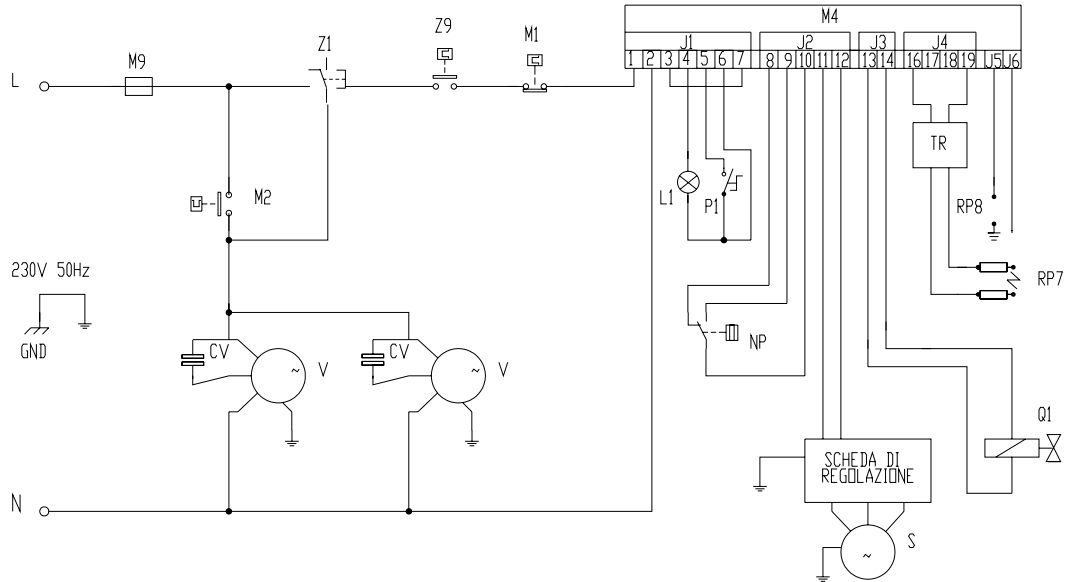 M4
J1 J2 J3 J4
1 2 3 4 5 6 7 8 9 10 11 12 13 14 16 17 18 19 J5 J6
Z1
Z9
M1
M9
L
TR
M2
L1
P1
RP8
230V 50Hz
GND
RP7
NP
CV
V
CV
V
Q1
SCHEDA DI
REGOLAZIONE
N
S
~
~
~